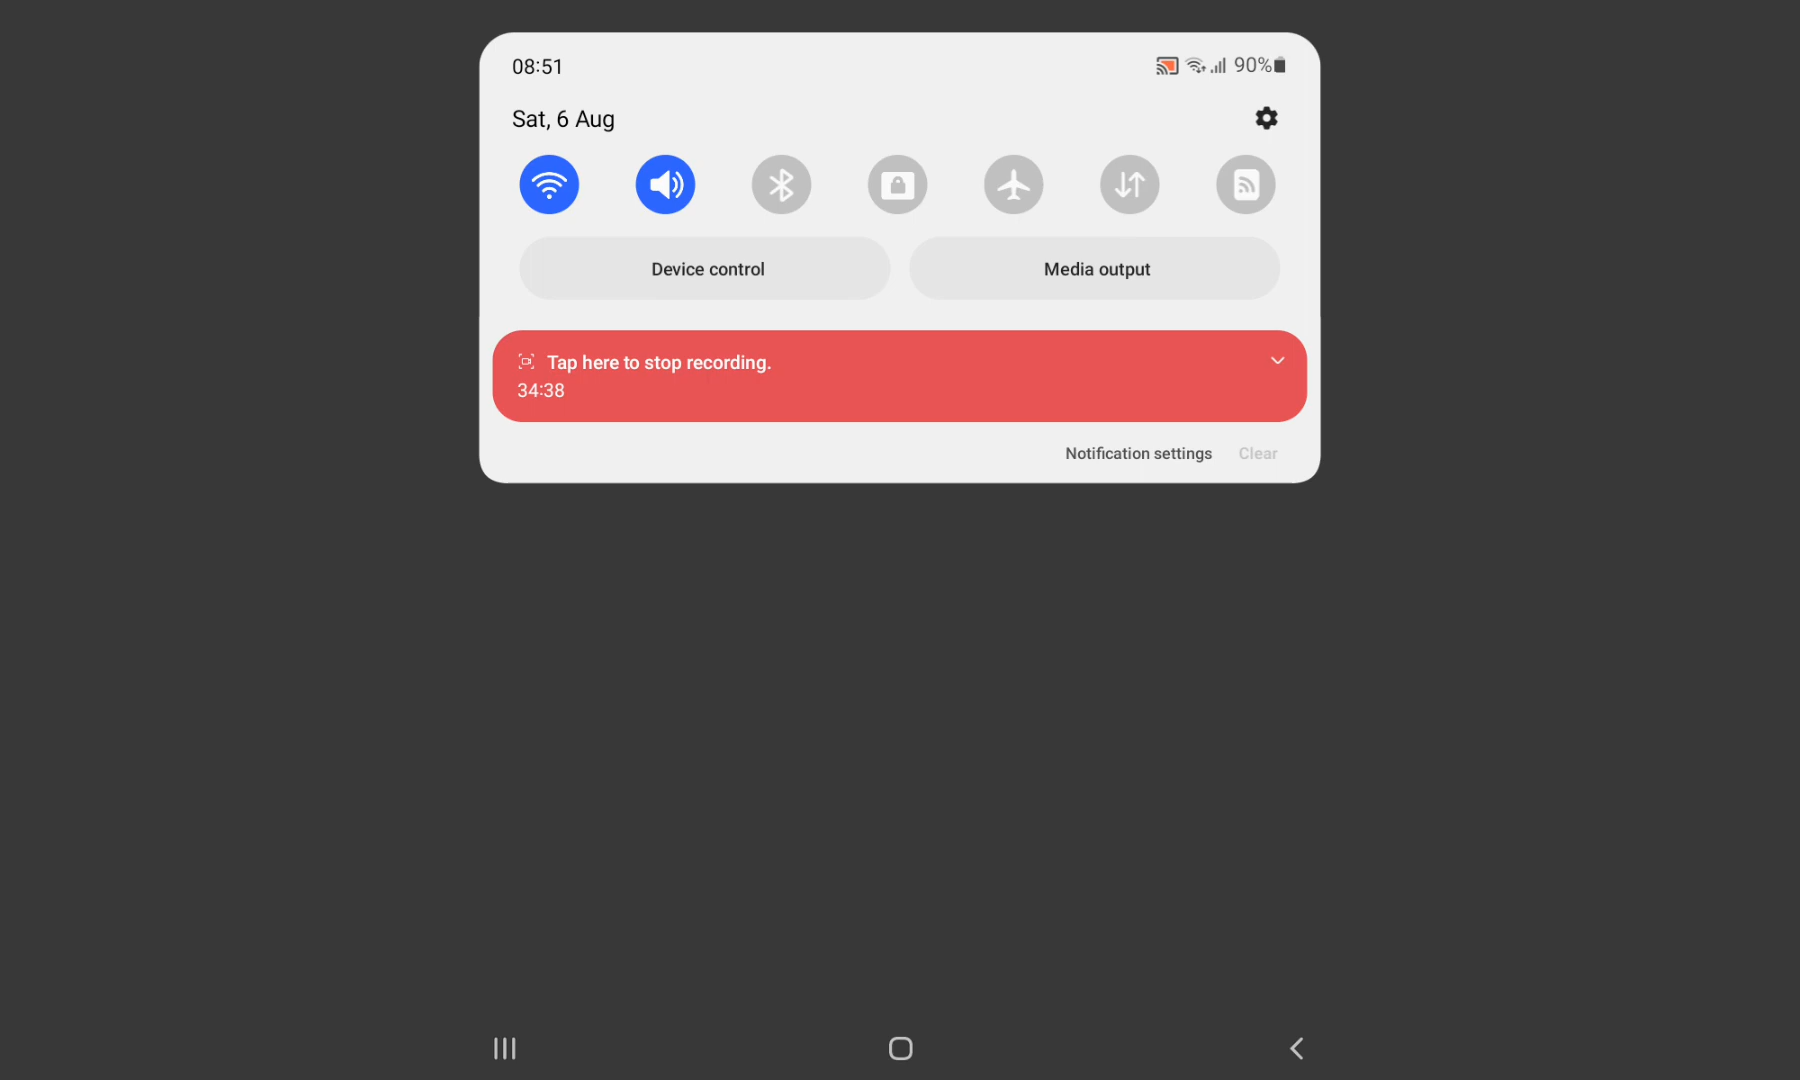 08:51
90%
Sat, 6 Aug
Device control
Media output
Tap here to stop recording.
34:38
Notification settings
Clear